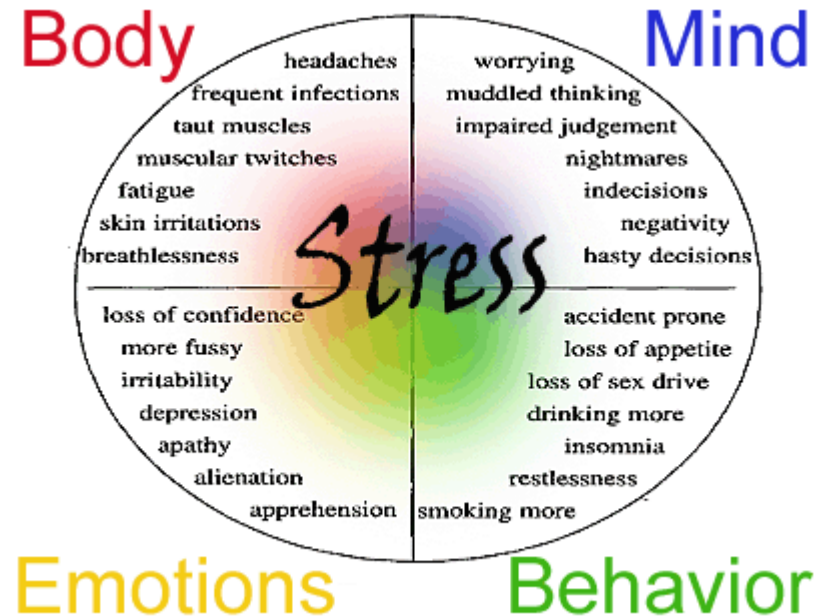 Body
headaches
frequent infections
taut muscles
muscular twitches
fatigue
skin irritations
breathlessness
Mind
worrying
muddled thinking
impaired judgement
nightmares
indecisions
negativity
hasty decisions
Stress
loss of confidence
more fussy
irritability
depression
apathy
alienation
apprehension
Emotions
accident prone
loss of appetite
loss of sex drive
drinking more
insomnia
restlessness
smoking more
Behavior